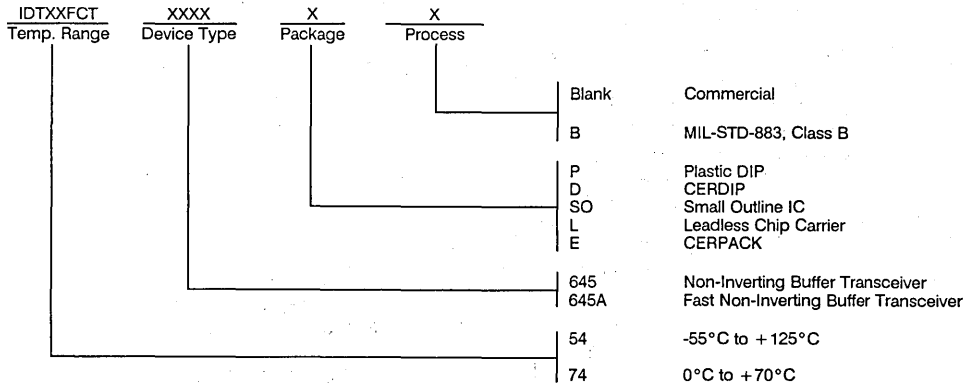 IDTXXFCT XXXX X X
Temp. Range Device Type Package Process
Blank Commercial
B MIL-STD-883, Class B
P Plastic DIP
D CERDIP
SO Small Outline IC
L Leadless Chip Carrier
E CERPACK
645 Non-Inverting Buffer Transceiver
645A Fast Non-Inverting Buffer Transceiver
54 -55°C to +125°C
74 0°C to +70°C